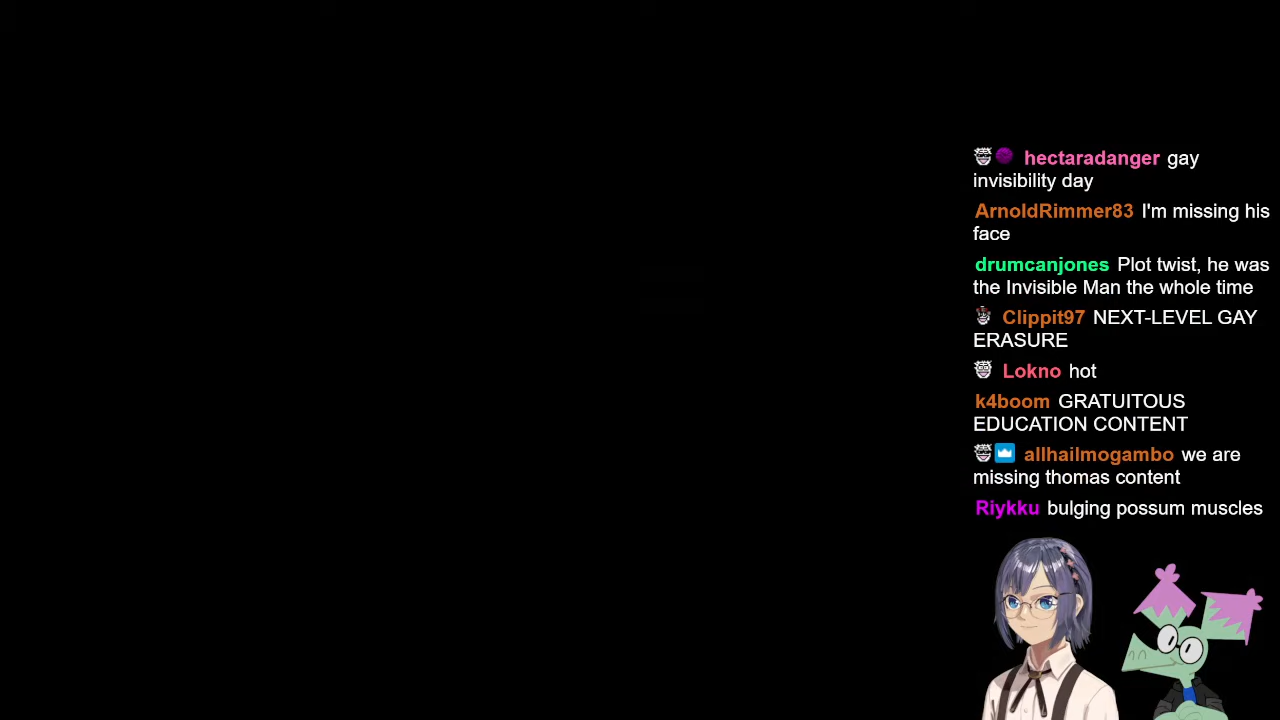 hectaradanger gay
invisibility day
ArnoldRimmer83 I'm missing his
face
drumcanjones Plot twist, he was
the Invisible Man the whole time
Clippit97 NEXT-LEVEL GAY
ERASURE
Lokno hot
k4boom GRATUITOUS
EDUCATION CONTENT
allhailmogambo we are
missing thomas content
Riykku bulging possum muscles